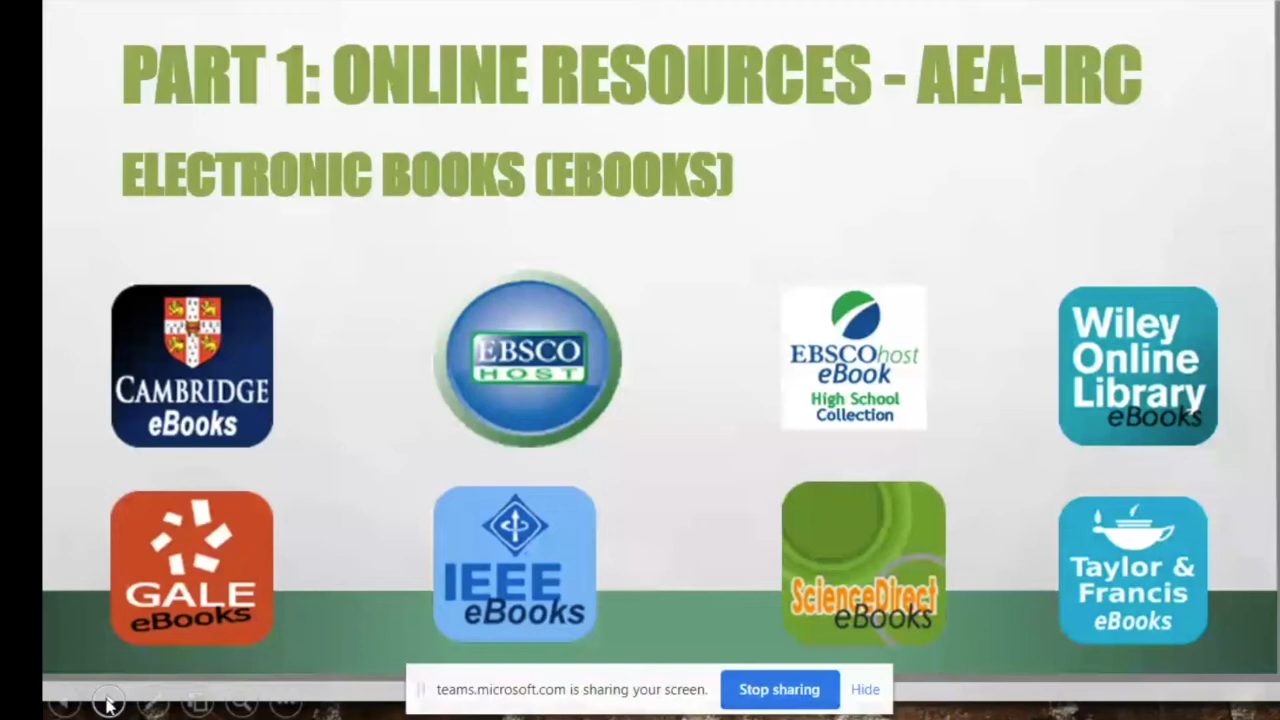 PART 1: ONLINE RESOURCES - AEA-IRC
ELECTRONIC BOOKS (EBOOKS)
CAMBRIDGE
eBooks
EBSCO
HOST
EBSCOhost
eBook
High School
Collection
Wiley
Online
Library
eBooks
GALE
eBooks
IEEE
eBooks
ScienceDirect
eBooks
Taylor &
Francis
eBooks
teams.microsoft.com is sharing your screen.
Stop sharing
Hide